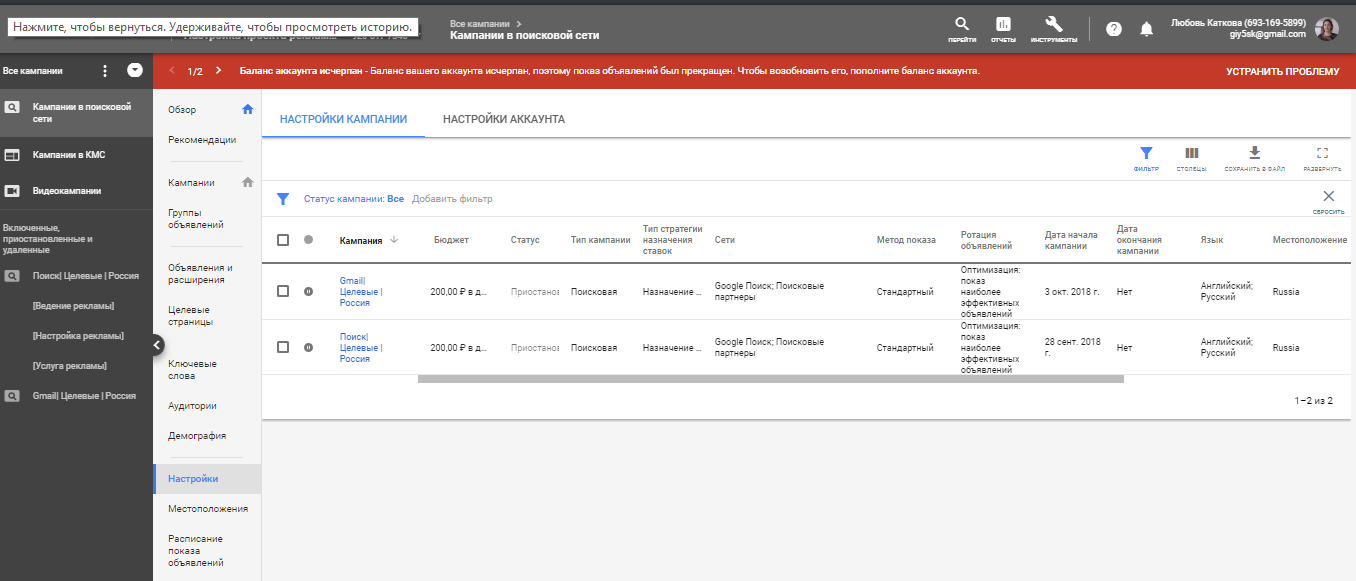 Нажмите, чтобы вернуться. Удерживайте, чтобы просмотреть историю.
Все кампании
Кампании в поисковой сети
ПЕРЕЙТИ
ОТЧЕТЫ
ИНСТРУМЕНТЫ
Любовь Каткова (693-169-5899)
giy5sk@gmail.com
Все кампании
1/2
Баланс аккаунта исчерпан - Баланс вашего аккаунта исчерпан, поэтому показ объявлений был прекращен. Чтобы возобновить его, пополните баланс аккаунта.
УСТРАНИТЬ ПРОБЛЕМУ
Кампании в поисковой
сети
Кампании в КМС
Видеокампании
Включенные,
приостановленные и
удаленные
Поиск| Целевые | Россия
[Ведение рекламы]
[Настройка рекламы]
[Услуга рекламы]
Gmail| Целевые | Россия
Обзор
Рекомендации
Кампании
Группы
объявлений
Объявления и
расширения
Целевые
страницы
Ключевые
слова
Аудитории
Демография
Настройки
Местоположения
Расписание
показа
объявлений
НАСТРОЙКИ КАМПАНИИ
НАСТРОЙКИ АККАУНТА
ФИЛЬТР
СТОЛБЦЫ
СОХРАНИТЬ В ФАЙЛ
РАЗВЕРНУТЬ
Статус кампании: Все
Добавить фильтр
СБРОСИТЬ
Кампания
Бюджет
Статус
Тип кампании
Тип стратегии
назначения
ставок
Сети
Метод показа
Ротация
объявлений
Дата начала
кампании
Дата
окончания
кампании
Язык
Местоположение
Gmail|
Целевые |
Россия
200,00 ₽ в д...
Приостанов
Поисковая
Назначение ...
Google Поиск; Поисковые
партнеры
Стандартный
Оптимизация:
показ
наиболее
эффективных
объявлений
3 окт. 2018 г.
Нет
Английский;
Русский
Russia
Поиск|
Целевые |
Россия
200,00 ₽ в д...
Приостанов
Поисковая
Назначение ...
Google Поиск; Поисковые
партнеры
Стандартный
Оптимизация:
показ
наиболее
эффективных
объявлений
28 сент. 2018
г.
Нет
Английский;
Русский
Russia
1–2 из 2